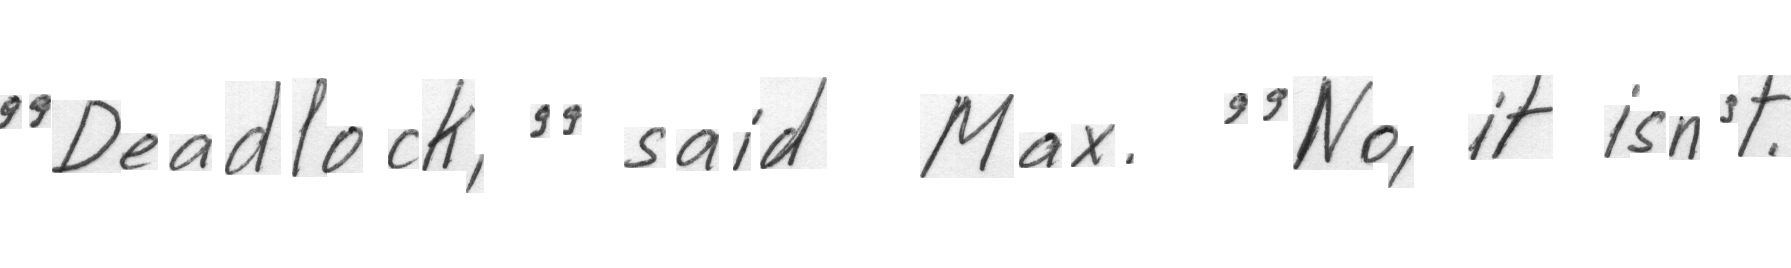 "Deadlock," said Max. "No, it isn't.